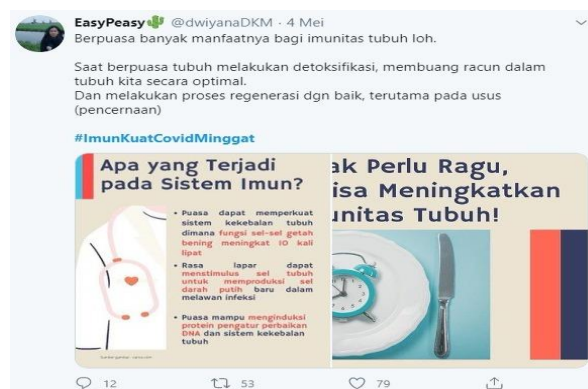 EasyPeasy @dwiyanaDKM · 4 Mei
Berpuasa banyak manfaatnya bagi imunitas tubuh loh.
Saat berpuasa tubuh melakukan detoksifikasi, membuang racun dalam
tubuh kita secara optimal.
Dan melakukan proses regenerasi dgn baik, terutama pada usus
(pencernaan)
#ImunKuatCovidMinggat
Apa yang Terjadi
pada Sistem Imun?
• Puasa dapat memperkuat
sistem kekebalan tubuh
dimana fungsi sel-sel getah
bening meningkat 10 kali
lipat
• Rasa lapar dapat
menstimulus sel tubuh
untuk memproduksi sel
darah putih baru dalam
melawan infeksi
• Puasa mampu menginduksi
protein pengatur perbaikan
DNA dan sistem kekebalan
tubuh
ak Perlu Ragu,
isa Meningkatkan
unitas Tubuh!
12 53 79